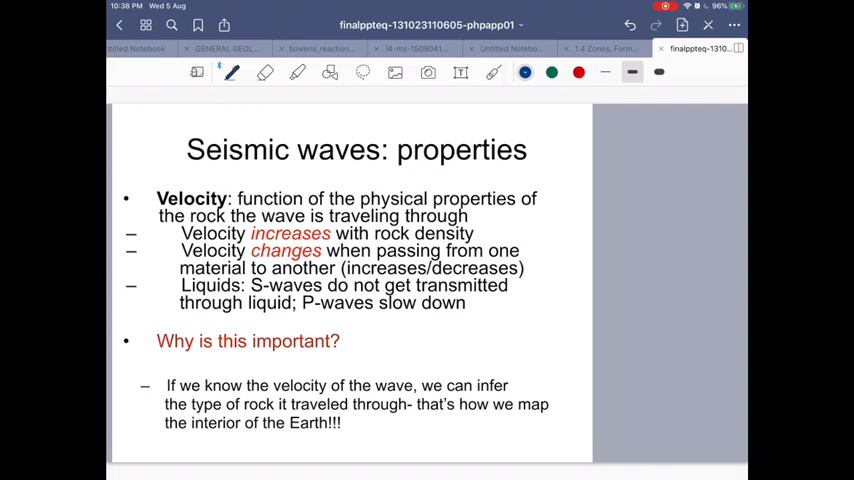 10:38 PM Wed 5 Aug
96%
finalppteq-131023110605-phpapp01
ntitled Notebook
GENERAL GEOL...
bowens_reaction...
l4-ms-1509041...
Untitled Notebo...
1.4 Zones, Form...
finalppteq-1310...
Seismic waves: properties
• Velocity: function of the physical properties of
the rock the wave is traveling through
– Velocity increases with rock density
– Velocity changes when passing from one
material to another (increases/decreases)
– Liquids: S-waves do not get transmitted
through liquid; P-waves slow down
• Why is this important?
– If we know the velocity of the wave, we can infer
the type of rock it traveled through- that's how we map
the interior of the Earth!!!